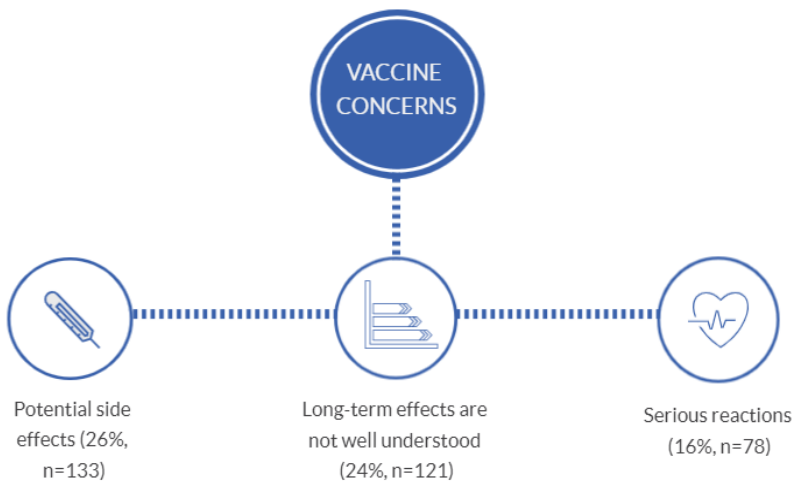 VACCINE
CONCERNS
Potential side
effects (26%,
n=133)
Long-term effects are
not well understood
(24%, n=121)
Serious reactions
(16%, n=78)